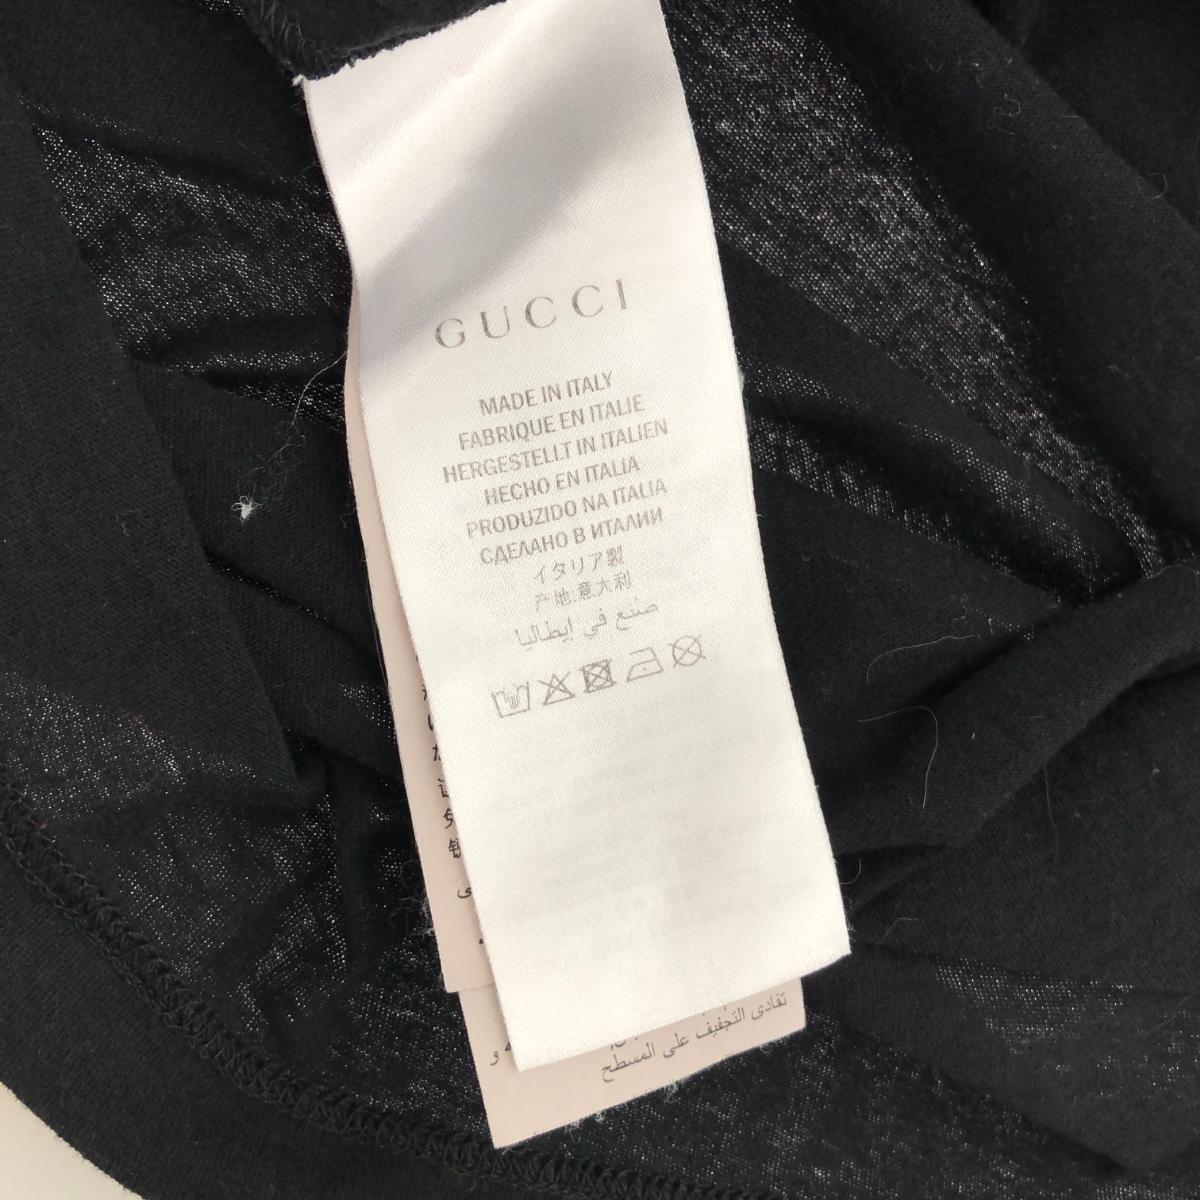 GUCCI
MADE IN ITALY
FABRIQUE EN ITALIE
HERGESTELLT IN ITALIEN
HECHO EN ITALIA
PRODUZIDO NA ITALIA
СДЕЛАНО В ИТАЛИИ
イタリア製
产地:意大利
صنع في إيطاليا
تفادى التجفيف على المسطح